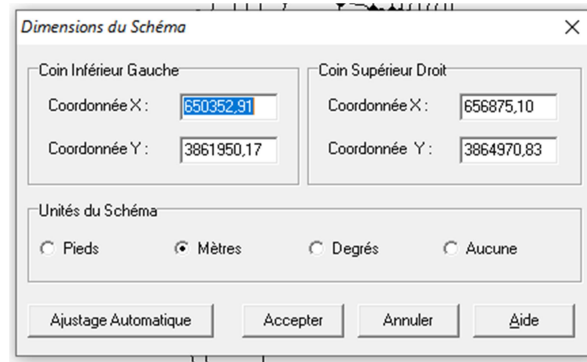 Dimensions du Schéma
Coin Inférieur Gauche
Coordonnée X :
650352,91
Coordonnée Y :
3861950,17
Coin Supérieur Droit
Coordonnée X :
656875,10
Coordonnée Y :
3864970,83
Unités du Schéma
Pieds
Mètres
Degrés
Aucune
Ajustage Automatique
Accepter
Annuler
Aide